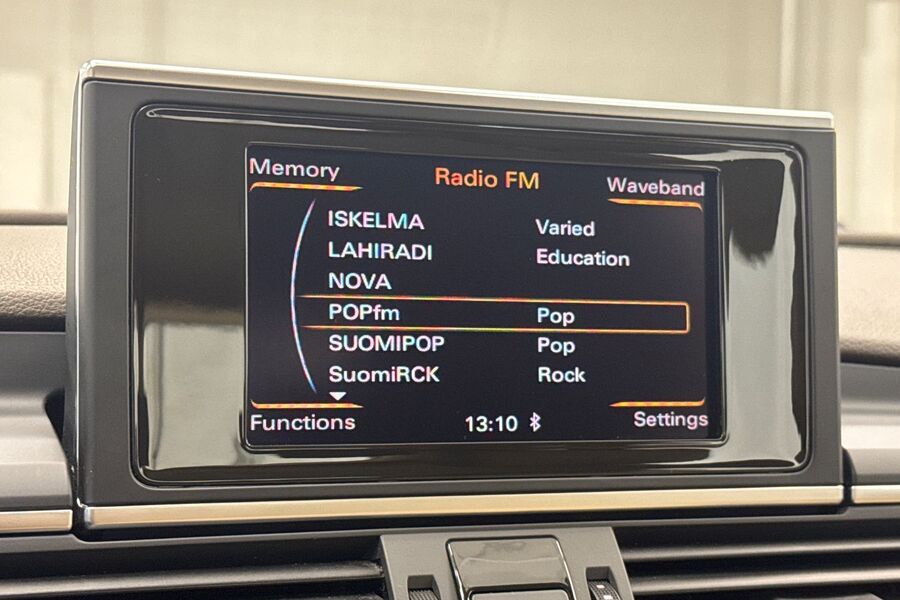 Memory Radio FM Waveband
ISKELMA Varied
LAHIRADI Education
NOVA
POPfm Pop
SUOMIPOP Pop
SuomiRCK Rock
Functions 13:10 Settings